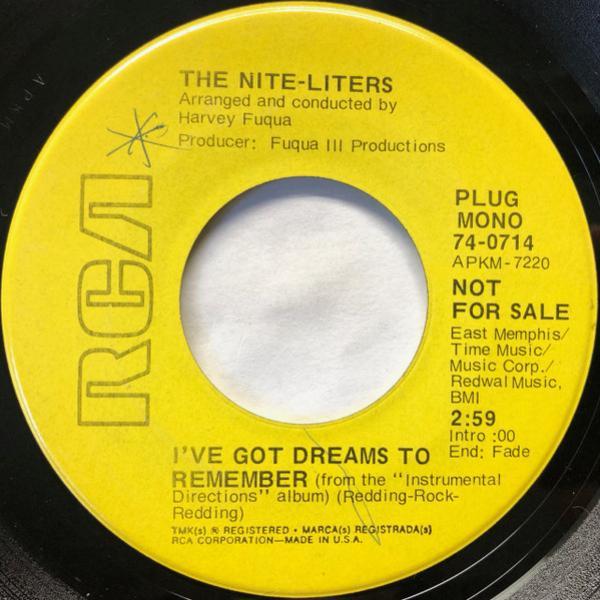 THE NITE-LITERS
Arranged and conducted by
Harvey Fuqua
Producer: Fuqua III Productions
RCA
PLUG
MONO
74-0714
APKM-7220
NOT
FOR SALE
East Memphis/
Time Music/
Music Corp./
Redwal Music,
BMI
2:59
Intro :00
End: Fade
I'VE GOT DREAMS TO
REMEMBER (from the "Instrumental
Directions" album) (Redding-Rock-
Redding)
TMK(s) ® REGISTERED • MARCA(s) REGISTRADA(s)
RCA CORPORATION—MADE IN U.S.A.